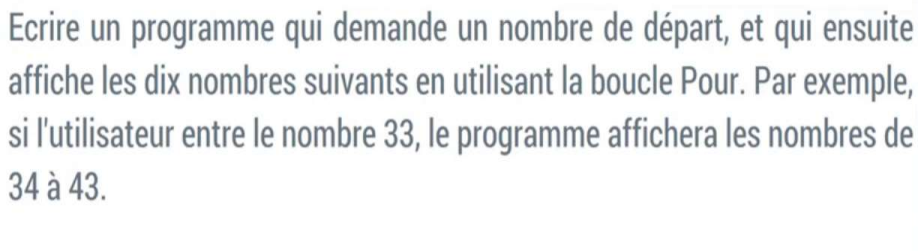 Ecrire un programme qui demande un nombre de départ, et qui ensuite
affiche les dix nombres suivants en utilisant la boucle Pour. Par exemple,
si l'utilisateur entre le nombre 33, le programme affichera les nombres de
34 à 43.